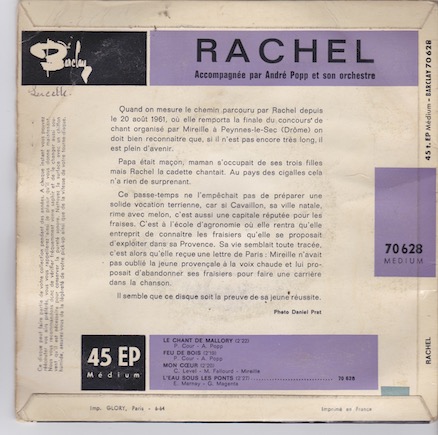 Barclay
RACHEL
Accompagnée par André Popp et son orchestre
Quand on mesure le chemin parcouru par Rachel depuis
le 20 août 1961, où elle remporta la finale du concours de
chant organisé par Mireille à Peynnes-le-Sec (Drôme) on doit
bien reconnaitre que, si il n'est pas encore très long, il
est plein d'avenir.
Papa était maçon, maman s'occupait de ses trois filles
mais Rachel la cadette chantait. Au pays des cigales cela
n'a rien de surprenant.
Ce passe-temps ne l'empêchait pas de préparer une
solide vocation terrienne, car si Cavaillon, sa ville natale,
rime avec melon, c'est aussi une capitale réputée pour les
fraises. C'est à l'école d'agronomie où elle rentra qu'elle
entreprit de connaître les fraisiers qu'elle se proposait
d'exploiter dans sa Provence. Sa vie semblait toute tracée,
c'est alors qu'elle reçue une lettre de Paris : Mireille n'avait
pas oublié la jeune provençale à la voix chaude et lui pro-
posait d'abandonner ses fraisiers pour faire une carrière
dans la chanson.
Il semble que ce disque soit la preuve de sa jeune réussite.
Photo Daniel Pret
45 t. EP Médium - BARCLAY 70 628
70 628
MEDIUM
RACHEL
45 EP
Médium
LE CHANT DE MALLORY (2'22)
P. Cour - A. Popp
FEU DE BOIS (2'19)
P. Cour - A. Popp
MON CŒUR (2'26)
C. Level - M. Fallourd - Mireille
L'EAU SOUS LES PONTS (2'27) 70 628
E. Marnay - G. Magenta
Imp. GLORY, Paris - 6-64
Imprimé en France